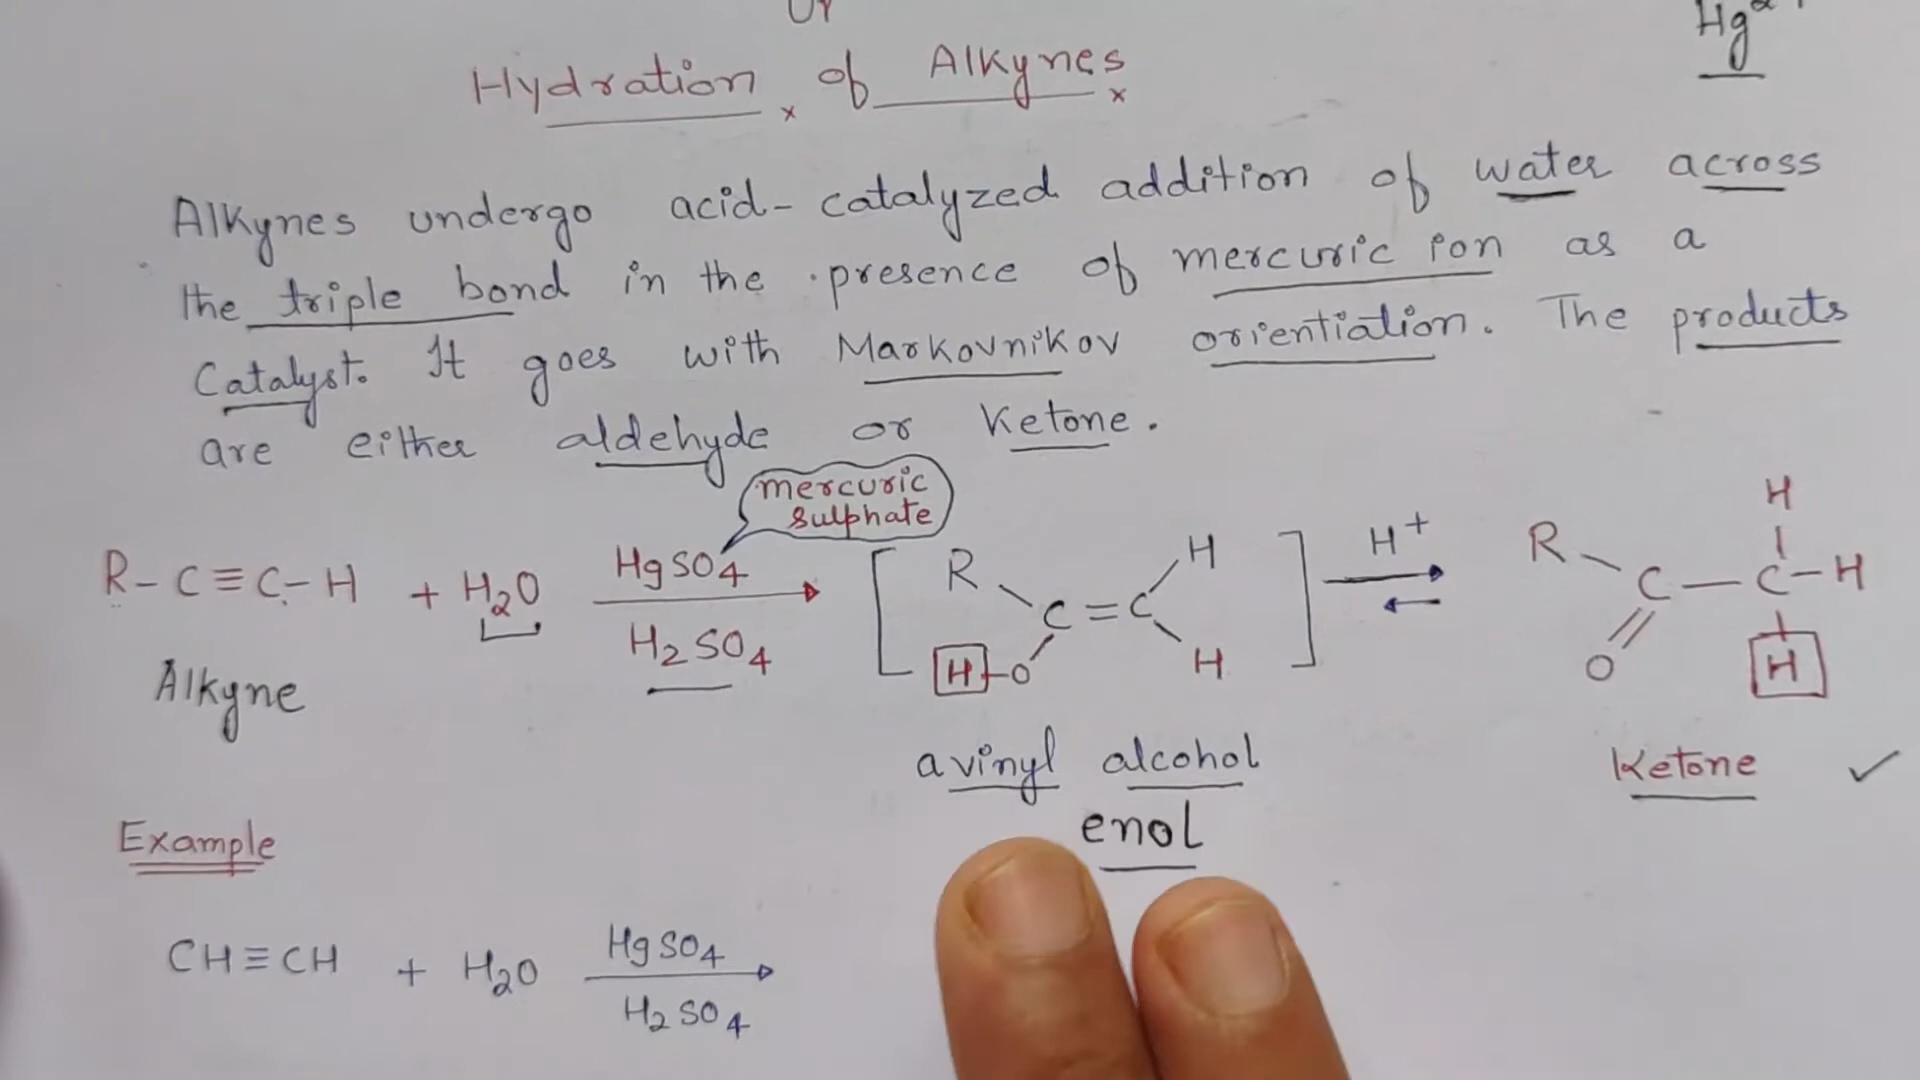 Or
Hg2+
Hydration of Alkynes
Alkynes undergo acid-catalyzed addition of water across
the triple bond in the presence of mercuric ion as a
Catalyst. It goes with Markovnikov orientiation. The products
are either aldehyde or Ketone.
mercuric
sulphate
R-C≡C-H + H2O HgSO4 H2SO4 [R C=C H H H-O] H+ R C-C-H H H O
Alkyne
a vinyl alcohol
enol
Ketone ✓
Example
CH≡CH + H2O HgSO4
H2SO4